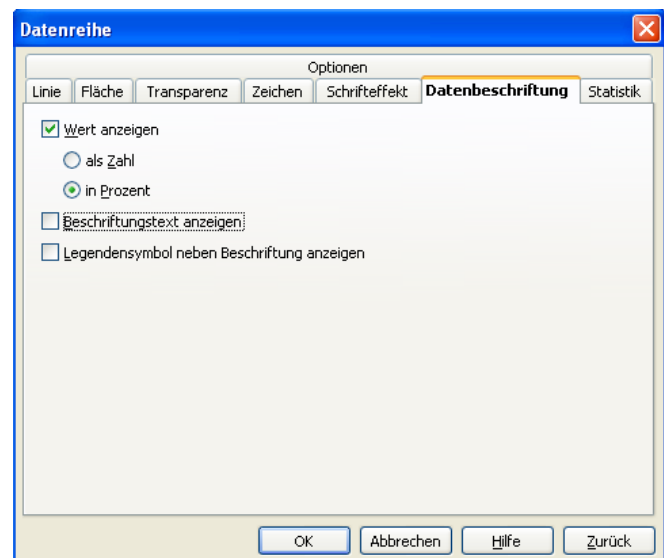 Datenreihe
Optionen
Linie Fläche Transparenz Zeichen Schrifteffekt Datenbeschriftung Statistik
Wert anzeigen
als Zahl
in Prozent
Beschriftungstext anzeigen
Legendensymbol neben Beschriftung anzeigen
OK Abbrechen Hilfe Zurück